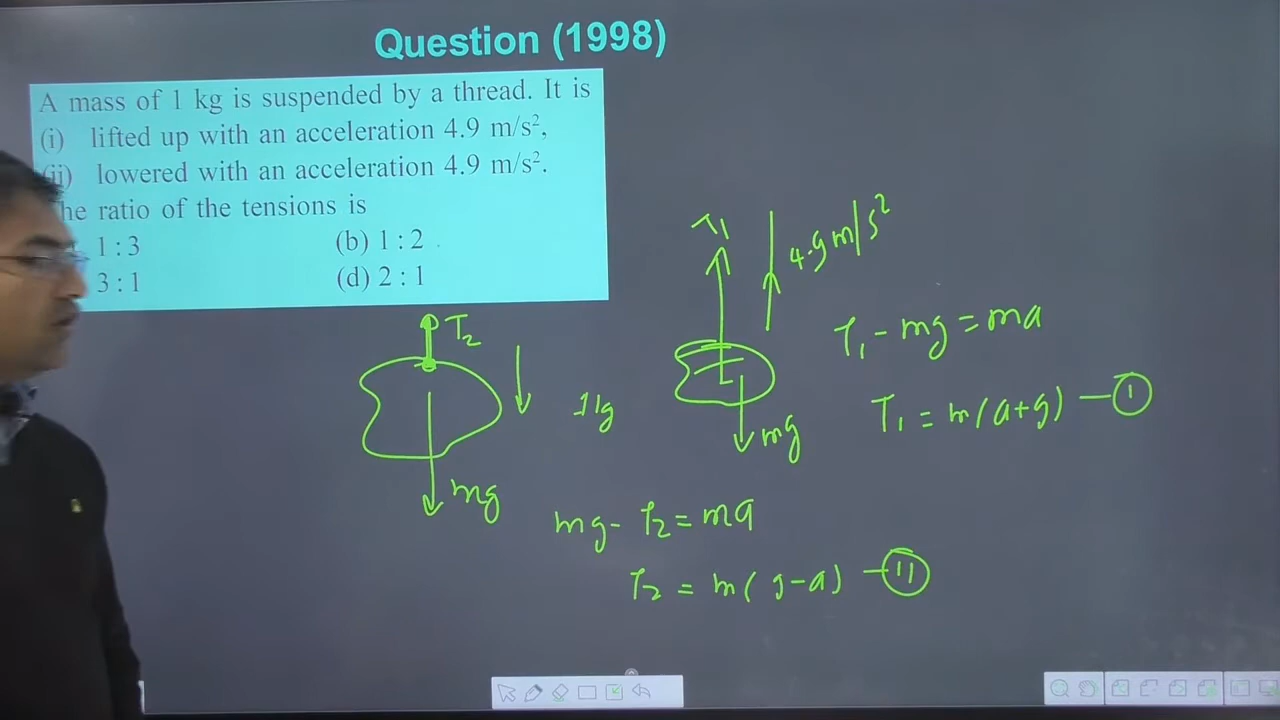 Question (1998)
A mass of 1 kg is suspended by a thread. It is
(i) lifted up with an acceleration 4.9 m/s²,
(ii) lowered with an acceleration 4.9 m/s².
he ratio of the tensions is
1 : 3 (b) 1 : 2
3 : 1 (d) 2 : 1
T₁
4.9 m/s²
T₂
T₁ - mg = ma
T₁ = m(a+g) — ①
mg
mg
mg - T₂ = ma
T₂ = m(g-a) — ⑪